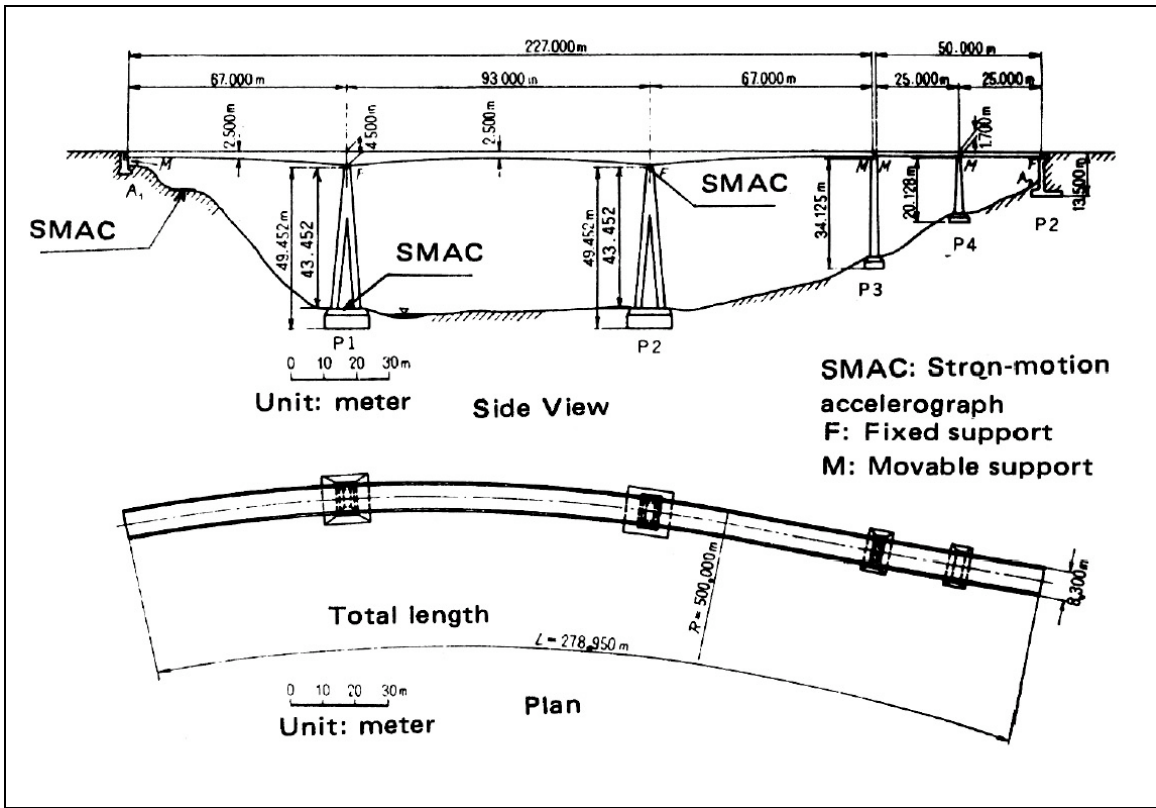 227.000m
50.000m
67.000m
93.000 m
67.000m
25.000m
25.000m
2.500m
4.500m
2.500m
1.700m
M
F
F
M
M
M
F
A1
A
SMAC
SMAC
SMAC
49.452m
43.452
49.452m
43.452
34.125m
20.128m
13.500m
P1
P2
P3
P4
P2
0 10 20 30m
Unit: meter
Side View
SMAC: Stron-motion
accelerograph
F: Fixed support
M: Movable support
Total length
L=278.950m
R=500.000m
8.300m
0 10 20 30m
Unit: meter
Plan